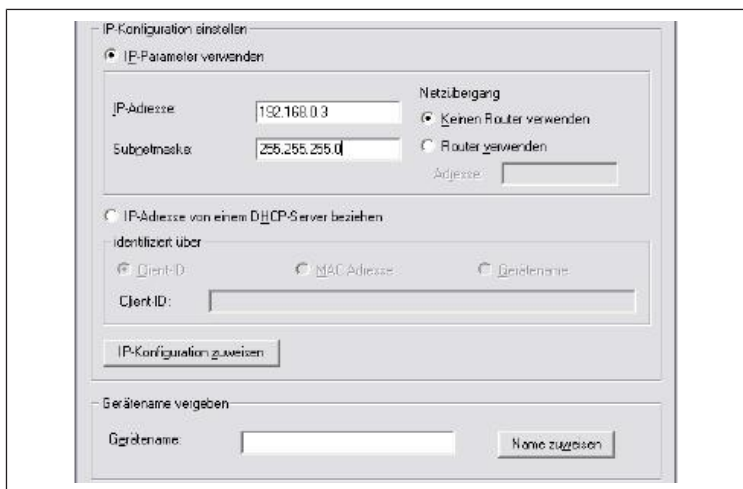 IP-Konfiguration einstellen
IP-Parameter verwenden
IP-Adresse:
192.168.0.3
Subnetmaske:
255.255.255.0
Netzübergang
Keinen Router verwenden
Router verwenden
Adresse:
IP-Adresse von einem DHCP-Server beziehen
identifiziert über
Client-ID
MAC Adresse
Gerätename
Client-ID:
IP-Konfiguration zuweisen
Gerätename vergeben
Gerätename:
Name zuweisen